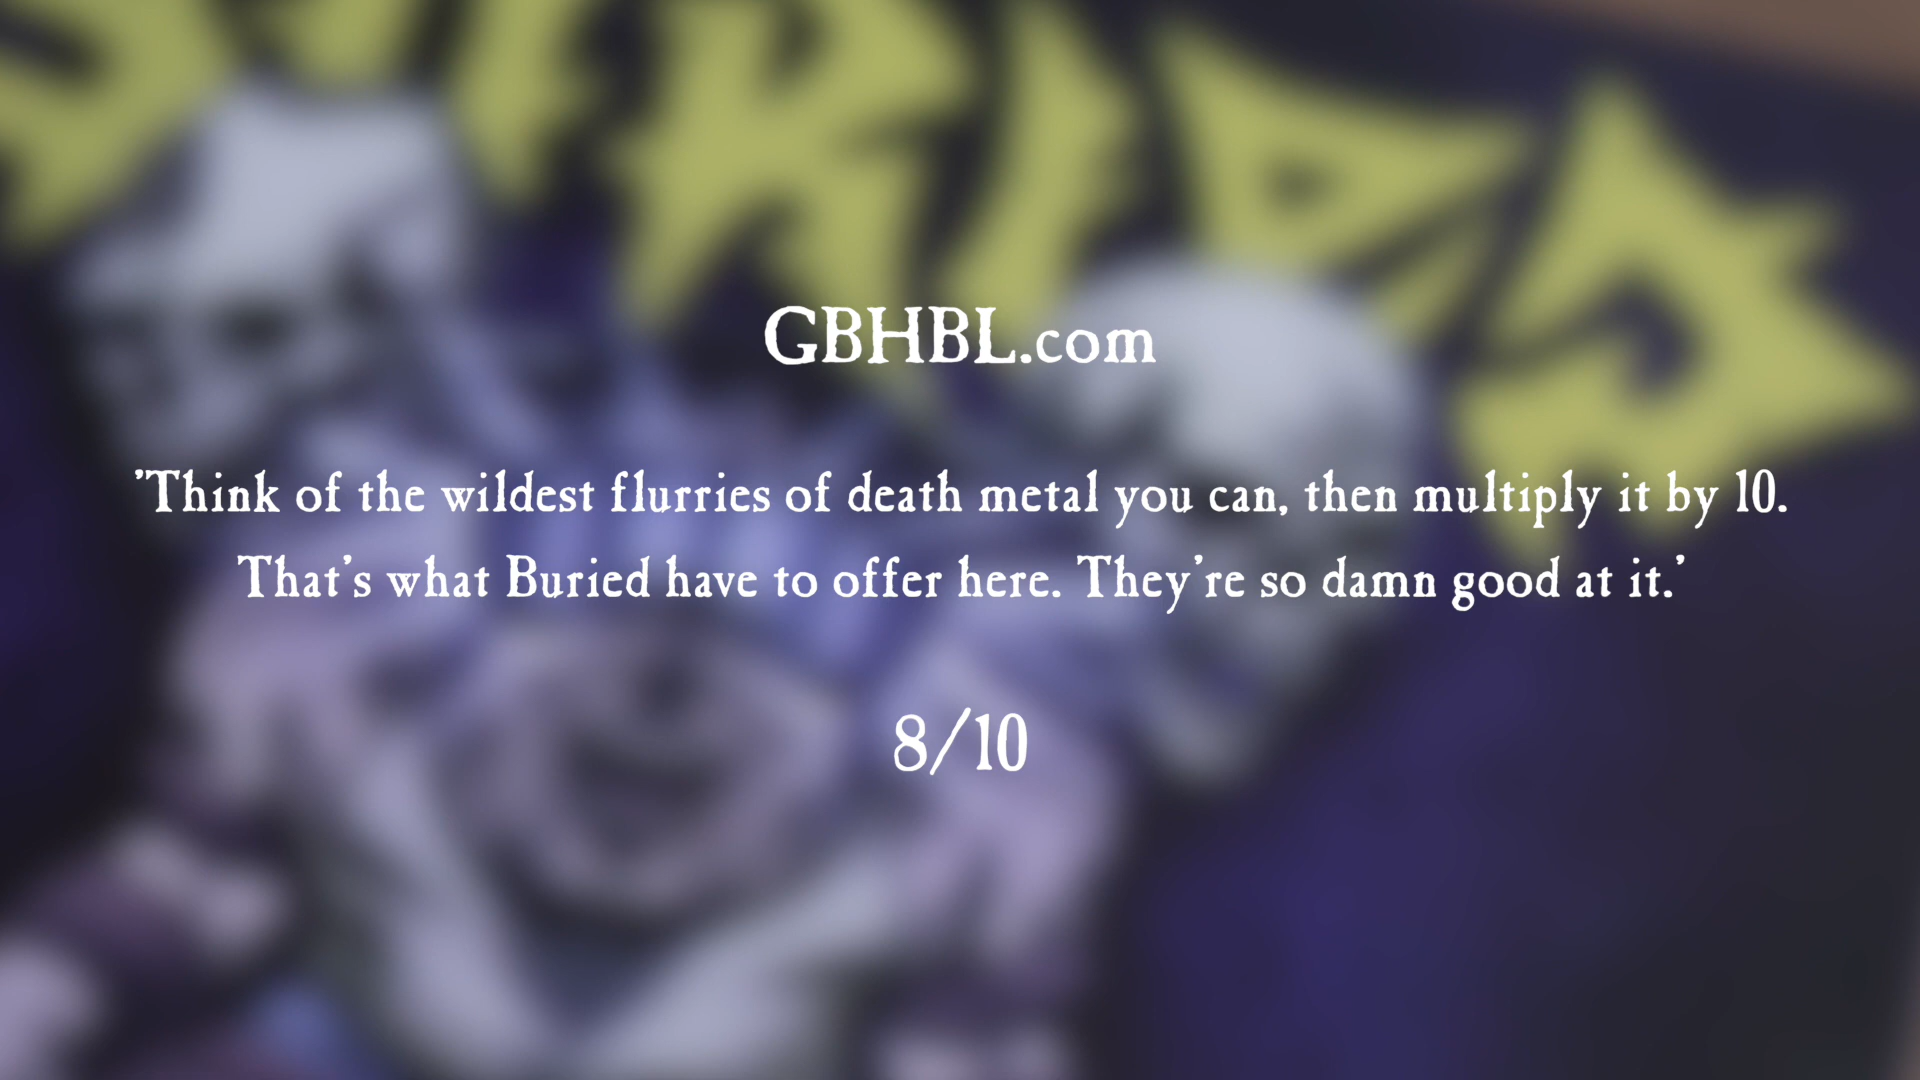 GBHBL.com
'Think of the wildest flurries of death metal you can, then multiply it by 10.
That's what Buried have to offer here. They're so damn good at it.'
8/10